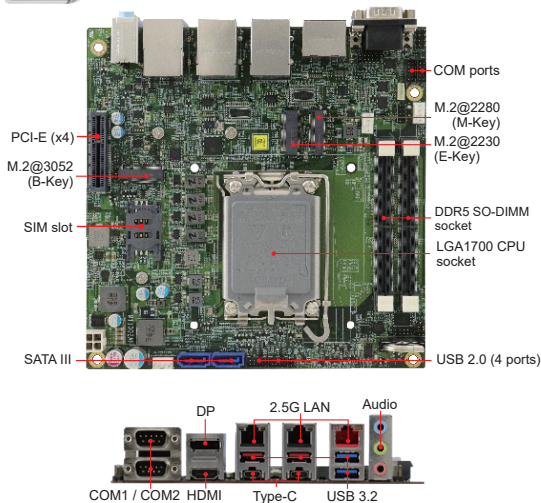 COM ports
M.2@2280
(M-Key)
PCI-E (x4)
M.2@2230
(E-Key)
M.2@3052
(B-Key)
DDR5 SO-DIMM
socket
SIM slot
LGA1700 CPU
socket
SATA III
USB 2.0 (4 ports)
DP
2.5G LAN
Audio
COM1 / COM2
HDMI
Type-C
USB 3.2